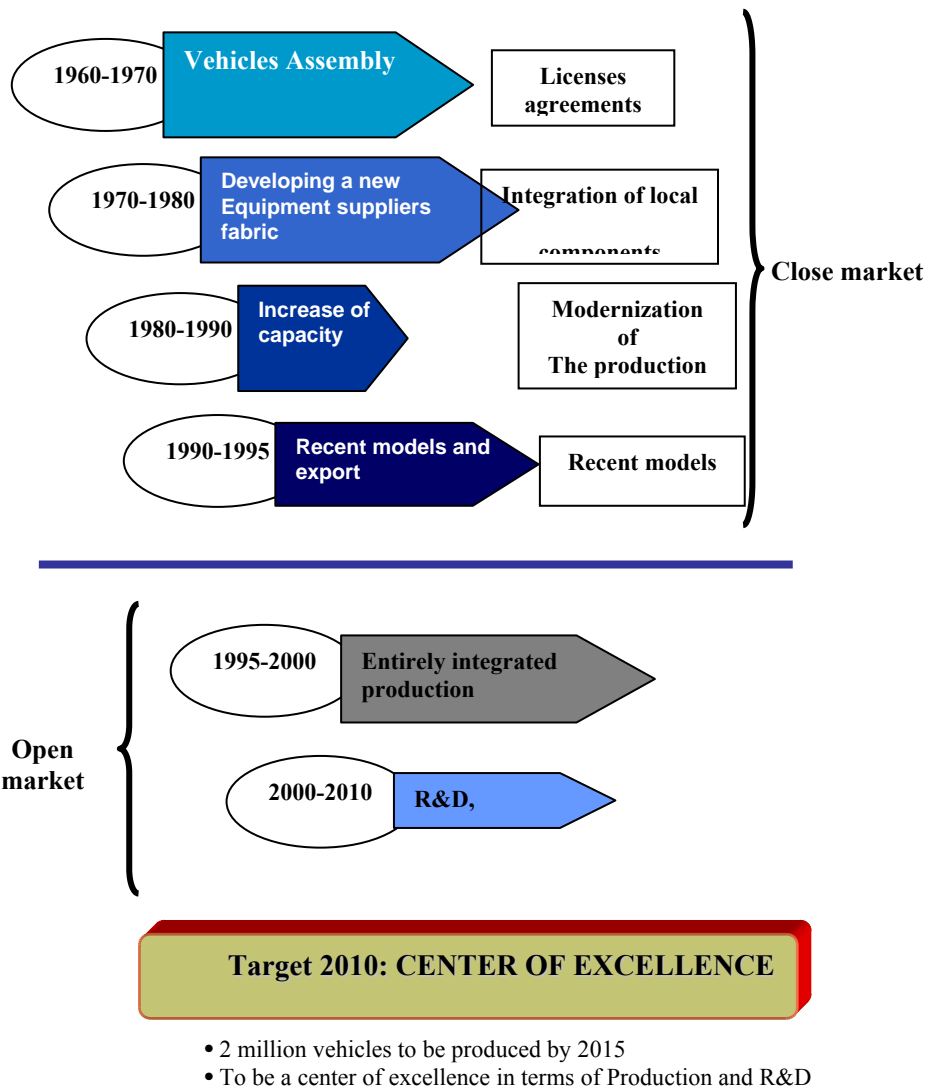 1960-1970
Vehicles Assembly
Licenses
agreements
1970-1980
Developing a new
Equipment suppliers
fabric
Integration of local
components
1980-1990
Increase of
capacity
Modernization
of
The production
1990-1995
Recent models and
export
Recent models
Close market
1995-2000
Entirely integrated
production
Open
market
2000-2010
R&D,
Target 2010: CENTER OF EXCELLENCE
• 2 million vehicles to be produced by 2015
• To be a center of excellence in terms of Production and R&D